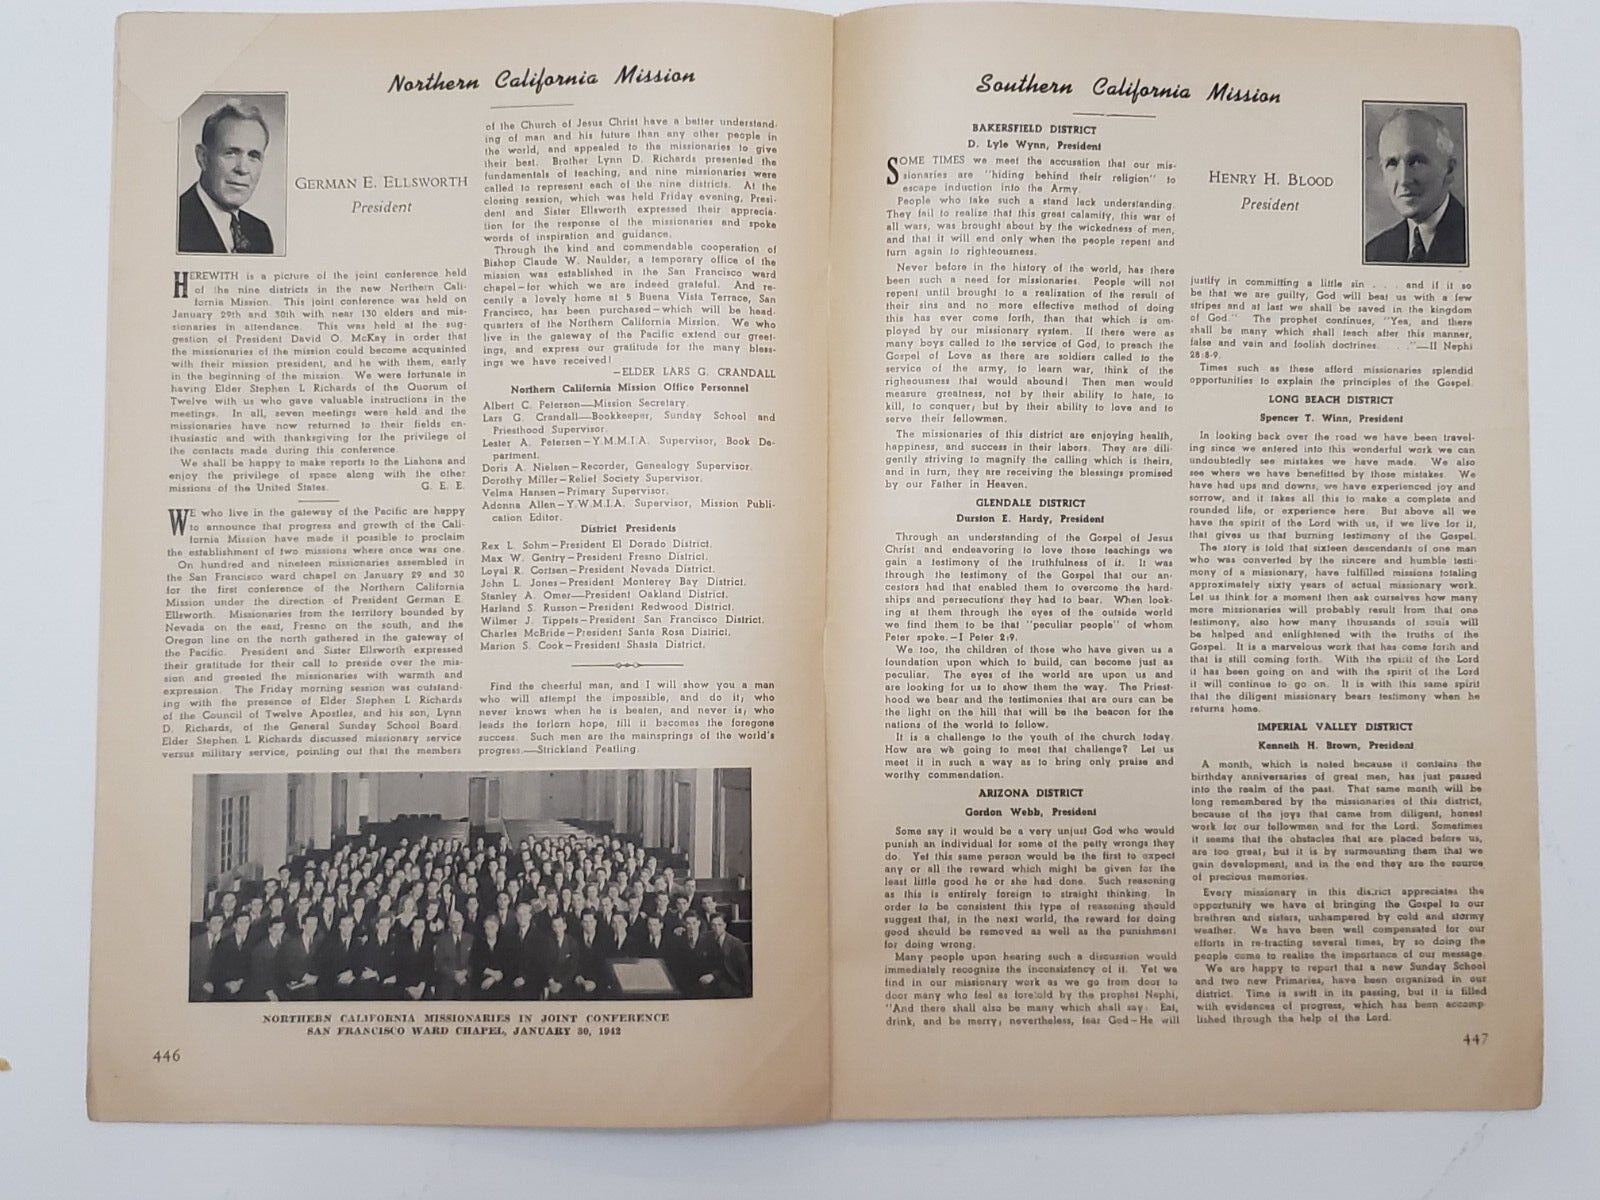 Northern California Mission
GERMAN E. ELLSWORTH
President
HEREWITH is a picture of the joint conference held
of the nine districts in the new Northern Cali-
fornia Mission. This joint conference was held on
January 29th and 30th with near 130 elders and mis-
sionaries in attendance. This was held at the sug-
gestion of President David O. McKay in order that
the missionaries of the mission could become acquainted
with their mission president, and he with them, early
in the beginning of the mission. We were fortunate in
having Elder Stephen L Richards of the Quorum of
Twelve with us who gave valuable instructions in the
meetings. In all, seven meetings were held and the
missionaries have now returned to their fields en-
thusiastic and with thanksgiving for the privilege of
the contacts made during this conference.
We shall be happy to make reports to the Liahona and
enjoy the privilege of space along with the other
missions of the United States. G. E. E.
WE who live in the gateway of the Pacific are happy
to announce that progress and growth of the Cali-
fornia Mission have made it possible to proclaim
the establishment of two missions where once was one.
On hundred and nineteen missionaries assembled in
the San Francisco ward chapel on January 29 and 30
for the first conference of the Northern California
Mission under the direction of President German E.
Ellsworth. Missionaries from the territory bounded by
Nevada on the east, Fresno on the south, and the
Oregon line on the north gathered in the gateway of
the Pacific. President and Sister Ellsworth expressed
their gratitude for their call to preside over the mis-
sion and greeted the missionaries with warmth and
expression. The Friday morning session was outstand-
ing with the presence of Elder Stephen L Richards
of the Council of Twelve Apostles, and his son, Lynn
D. Richards, of the General Sunday School Board.
Elder Stephen L Richards discussed missionary service
versus military service, pointing out that the members
of the Church of Jesus Christ have a better understand-
ing of man and his future than any other people in
the world, and appealed to the missionaries to give
their best. Brother Lynn D. Richards presented the
fundamentals of teaching, and nine missionaries were
called to represent each of the nine districts. At the
closing session, which was held Friday evening, Presi-
dent and Sister Ellsworth expressed their apprecia-
tion for the response of the missionaries and spoke
words of inspiration and guidance.
Through the kind and commendable cooperation of
Bishop Claude W. Naulder, a temporary office of the
mission was established in the San Francisco ward
chapel—for which we are indeed grateful. And re-
cently a lovely home at 5 Buena Vista Terrace, San
Francisco, has been purchased—which will be head-
quarters of the Northern California Mission. We who
live in the gateway of the Pacific extend our greet-
ings, and express our gratitude for the many bless-
ings we have received!
—ELDER LARS G. CRANDALL
Northern California Mission Office Personnel
Albert C. Peterson—Mission Secretary.
Lars G. Crandall—Bookkeeper, Sunday School and
Priesthood Supervisor.
Lester A. Petersen—Y.M.M.I.A. Supervisor, Book De-
partment.
Doris A. Nielsen—Recorder, Genealogy Supervisor.
Dorothy Miller—Relief Society Supervisor.
Velma Hansen—Primary Supervisor.
Adonna Allen—Y.W.M.I.A. Supervisor, Mission Publi-
cation Editor.
District Presidents
Rex L. Sohm—President El Dorado District.
Max W. Gentry—President Fresno District.
Loyal R. Cortsen—President Nevada District.
John L. Jones—President Monterey Bay District.
Stanley A. Omer—President Oakland District.
Harland S. Russon—President Redwood District.
Wilmer J. Tippets—President San Francisco District.
Charles McBride—President Santa Rosa District.
Marion S. Cook—President Shasta District.
Find the cheerful man, and I will show you a man
who will attempt the impossible, and do it; who
never knows when he is beaten, and never is; who
leads the forlorn hope, till it becomes the foregone
success. Such men are the mainsprings of the world's
progress.—Strickland Peatling.
NORTHERN CALIFORNIA MISSIONARIES IN JOINT CONFERENCE
SAN FRANCISCO WARD CHAPEL, JANUARY 30, 1942
446
Southern California Mission
HENRY H. BLOOD
President
BAKERSFIELD DISTRICT
D. Lyle Wynn, President
SOME TIMES we meet the accusation that our mis-
sionaries are "hiding behind their religion" to
escape induction into the Army.
People who take such a stand lack understanding.
They fail to realize that this great calamity, this war of
all wars, was brought about by the wickedness of men,
and that it will end only when the people repent and
turn again to righteousness.
Never before in the history of the world, has there
been such a need for missionaries. People will not
repent until brought to a realization of the result of
their sins and no more effective method of doing
this has ever come forth, than that which is em-
ployed by our missionary system. If there were as
many boys called to the service of God, to preach the
Gospel of Love as there are soldiers called to the
service of the army, to learn war, think of the
righteousness that would abound! Then men would
measure greatness, not by their ability to hate, to
kill, to conquer; but by their ability to love and to
serve their fellowmen.
The missionaries of this district are enjoying health,
happiness, and success in their labors. They are dili-
gently striving to magnify the calling which is theirs,
and in turn, they are receiving the blessings promised
by our Father in Heaven.
GLENDALE DISTRICT
Durston E. Hardy, President
Through an understanding of the Gospel of Jesus
Christ and endeavoring to love those teachings we
gain a testimony of the truthfulness of it. It was
through the testimony of the Gospel that our an-
cestors had that enabled them to overcome the hard-
ships and persecutions they had to bear. When look-
ing at them through the eyes of the outside world
we find them to be that "peculiar people" of whom
Peter spoke.—I Peter 2:9.
We too, the children of those who have given us a
foundation upon which to build, can become just as
peculiar. The eyes of the world are upon us and
are looking for us to show them the way. The Priest-
hood we bear and the testimonies that are ours can be
the light on the hill that will be the beacon for the
nations of the world to follow.
It is a challenge to the youth of the church today.
How are we going to meet that challenge? Let us
meet it in such a way as to bring only praise and
worthy commendation.
ARIZONA DISTRICT
Gordon Webb, President
Some say it would be a very unjust God who would
punish an individual for some of the petty wrongs they
do. Yet this same person would be the first to expect
any or all the reward which might be given for the
least little good he or she had done. Such reasoning
as this is entirely foreign to straight thinking. In
order to be consistent this type of reasoning should
suggest that, in the next world, the reward for doing
good should be removed as well as the punishment
for doing wrong.
Many people upon hearing such a discussion would
immediately recognize the inconsistency of it. Yet we
find in our missionary work as we go from door to
door many who feel as foretold by the prophet Nephi,
"And there shall also be many which shall say: Eat,
drink, and be merry; nevertheless, fear God—He will
justify in committing a little sin . . . . and if it so
be that we are guilty, God will beat us with a few
stripes and at last we shall be saved in the kingdom
of God." The prophet continues, "Yea, and there
shall be many which shall teach after this manner,
false and vain and foolish doctrines. . . ."—II Nephi
28:8-9.
Times such as these afford missionaries splendid
opportunities to explain the principles of the Gospel.
LONG BEACH DISTRICT
Spencer T. Winn, President
In looking back over the road we have been travel-
ing since we entered into this wonderful work we can
undoubtedly see mistakes we have made. We also
see where we have benefited by those mistakes. We
have had ups and downs, we have experienced joy and
sorrow, and it takes all this to make a complete and
rounded life, or experience here. But above all we
have the spirit of the Lord with us, if we live for it,
that gives us that burning testimony of the Gospel.
The story is told that sixteen descendants of one man
who was converted by the sincere and humble testi-
mony of a missionary, have fulfilled missions totaling
approximately sixty years of actual missionary work.
Let us think for a moment then ask ourselves how many
more missionaries will probably result from that one
testimony, also how many thousands of souls will
be helped and enlightened with the truths of the
Gospel. It is a marvelous work that has come forth and
that is still coming forth. With the spirit of the Lord
it has been going on and with the spirit of the Lord
it will continue to go on. It is with this same spirit
that the diligent missionary bears testimony when he
returns home.
IMPERIAL VALLEY DISTRICT
Kenneth H. Brown, President
A month, which is noted because it contains the
birthday anniversaries of great men, has just passed
into the realm of the past. That same month will be
long remembered by the missionaries of this district,
because of the joys that came from diligent, honest
work for our fellowmen and for the Lord. Sometimes
it seems that the obstacles that are placed before us,
are too great; but it is by surmounting them that we
gain development, and in the end they are the source
of precious memories.
Every missionary in this district appreciates the
opportunity we have of bringing the Gospel to our
brethren and sisters, unhampered by cold and stormy
weather. We have been well compensated for our
efforts in re-tracting several times, by so doing the
people come to realize the importance of our message.
We are happy to report that a new Sunday School
and two new Primaries, have been organized in our
district. Time is swift in its passing, but it is filled
with evidences of progress, which has been accomp-
lished through the help of the Lord.
447